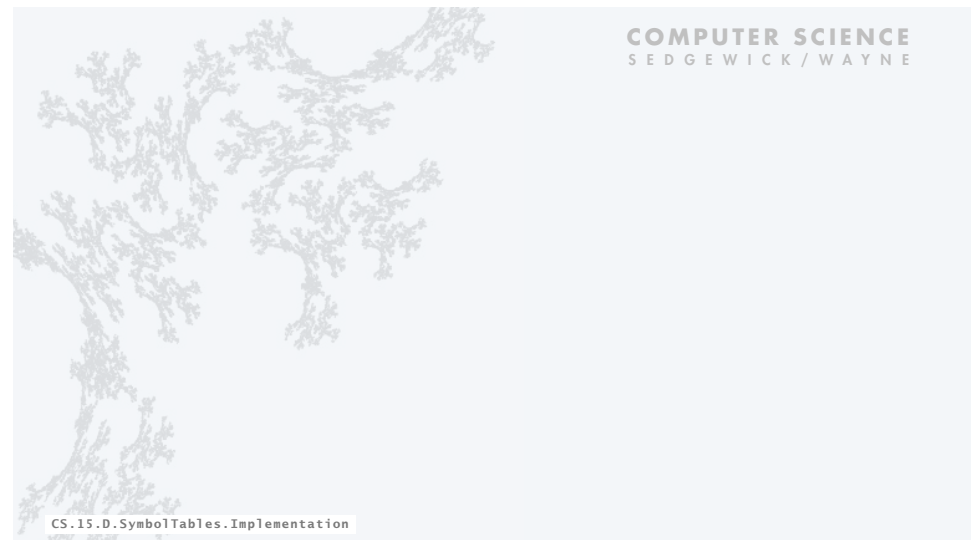 COMPUTER SCIENCE
SEDGEWICK/WAYNE
CS.15.D.SymbolTables.Implementation